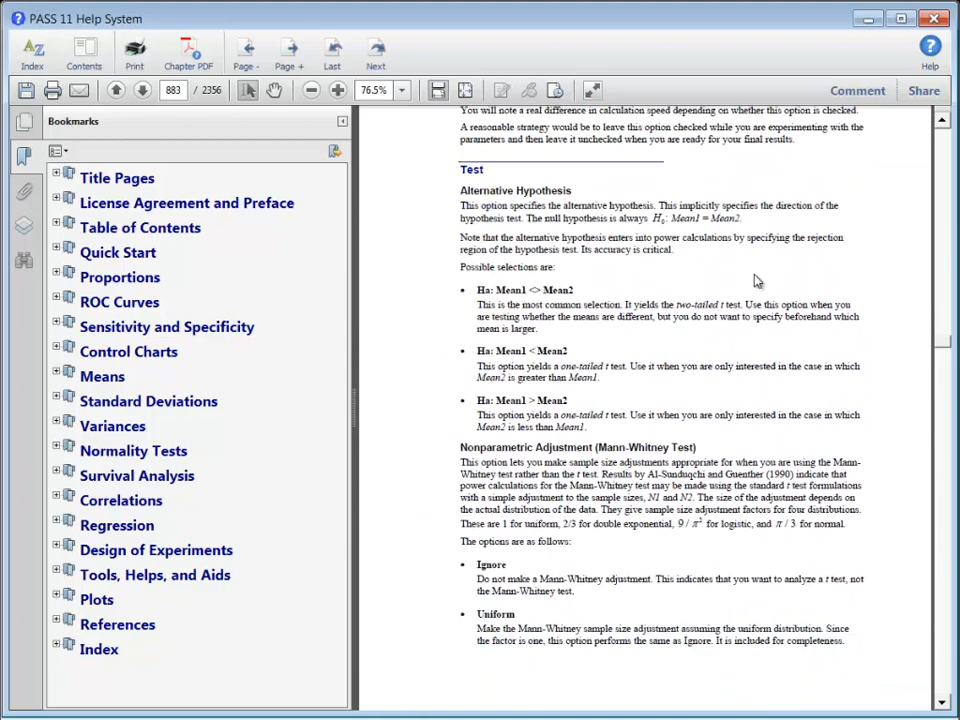 PASS 11 Help System
Index
Contents
Print
Chapter PDF
Page -
Page +
Last
Next
Help
883 / 2356
76.5%
Comment
Share
Bookmarks
Title Pages
License Agreement and Preface
Table of Contents
Quick Start
Proportions
ROC Curves
Sensitivity and Specificity
Control Charts
Means
Standard Deviations
Variances
Normality Tests
Survival Analysis
Correlations
Regression
Design of Experiments
Tools, Helps, and Aids
Plots
References
Index
You will note a real difference in calculation speed depending on whether this option is checked.
A reasonable strategy would be to leave this option checked while you are experimenting with the
parameters and then leave it unchecked when you are ready for your final results.
Test
Alternative Hypothesis
This option specifies the alternative hypothesis. This implicitly specifies the direction of the
hypothesis test. The null hypothesis is always H₀: Mean1 = Mean2.
Note that the alternative hypothesis enters into power calculations by specifying the rejection
region of the hypothesis test. Its accuracy is critical.
Possible selections are:
• Ha: Mean1 <> Mean2
This is the most common selection. It yields the two-tailed t test. Use this option when you
are testing whether the means are different, but you do not want to specify beforehand which
mean is larger.
• Ha: Mean1 < Mean2
This option yields a one-tailed t test. Use it when you are only interested in the case in which
Mean2 is greater than Mean1.
• Ha: Mean1 > Mean2
This option yields a one-tailed t test. Use it when you are only interested in the case in which
Mean2 is less than Mean1.
Nonparametric Adjustment (Mann-Whitney Test)
This option lets you make sample size adjustments appropriate for when you are using the Mann-
Whitney test rather than the t test. Results by Al-Sunduqchi and Guenther (1990) indicate that
power calculations for the Mann-Whitney test may be made using the standard t test formulations
with a simple adjustment to the sample sizes, N1 and N2. The size of the adjustment depends on
the actual distribution of the data. They give sample size adjustment factors for four distributions.
These are 1 for uniform, 2/3 for double exponential, 9 / π² for logistic, and π / 3 for normal.
The options are as follows:
• Ignore
Do not make a Mann-Whitney adjustment. This indicates that you want to analyze a t test, not
the Mann-Whitney test.
• Uniform
Make the Mann-Whitney sample size adjustment assuming the uniform distribution. Since
the factor is one, this option performs the same as Ignore. It is included for completeness.